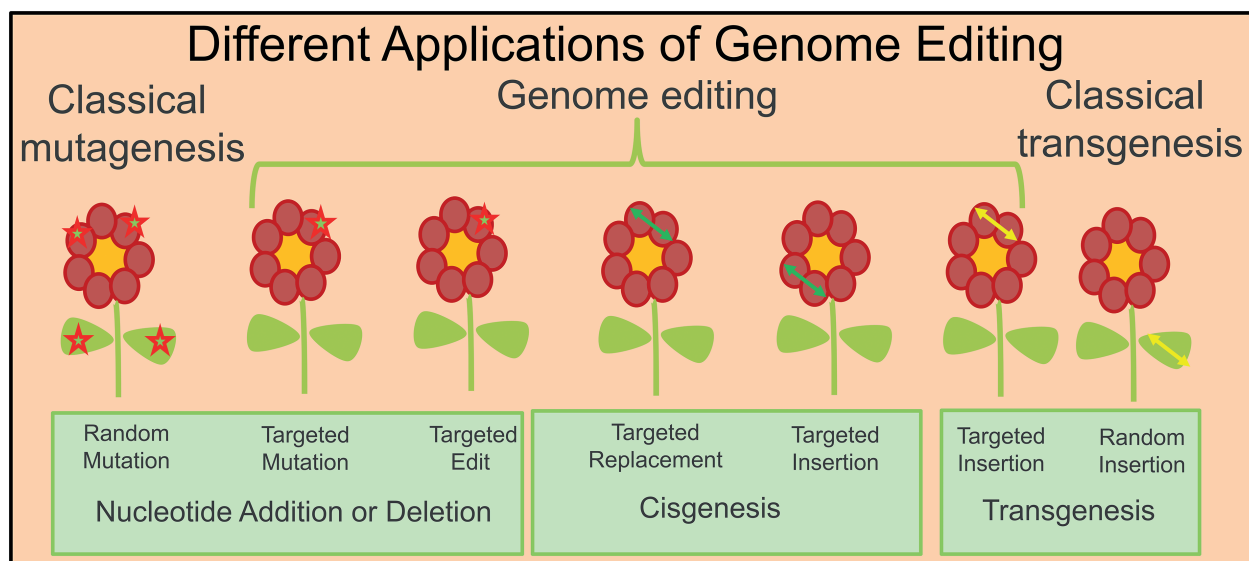 Different Applications of Genome Editing
Classical
mutagenesis
Genome editing
Classical
transgenesis
Random
Mutation
Targeted
Mutation
Targeted
Edit
Nucleotide Addition or Deletion
Targeted
Replacement
Targeted
Insertion
Cisgenesis
Targeted
Insertion
Random
Insertion
Transgenesis